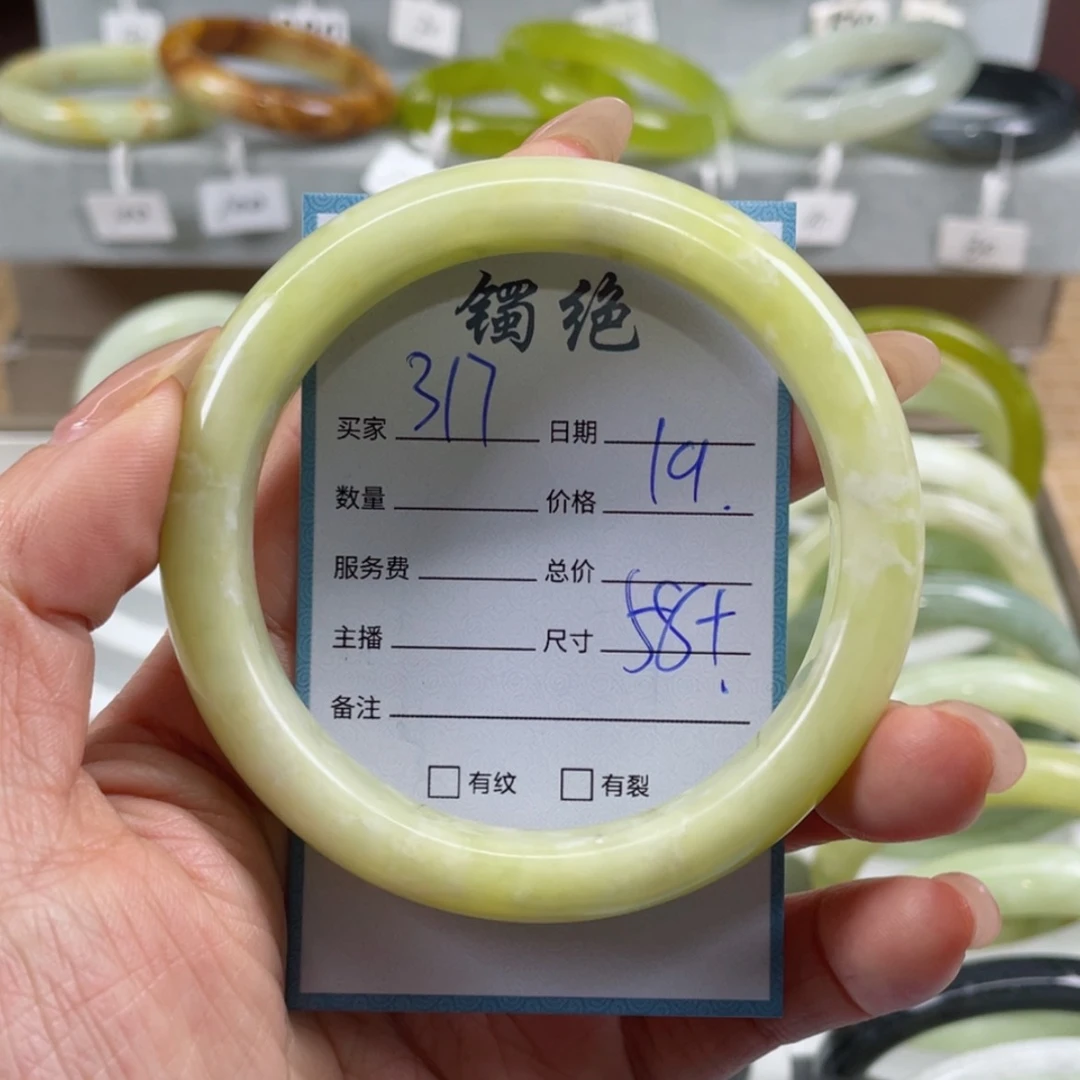 镯绝
买家 317 日期
数量 价格 19.
服务费 总价
主播 尺寸 58+.
备注
有纹 有裂